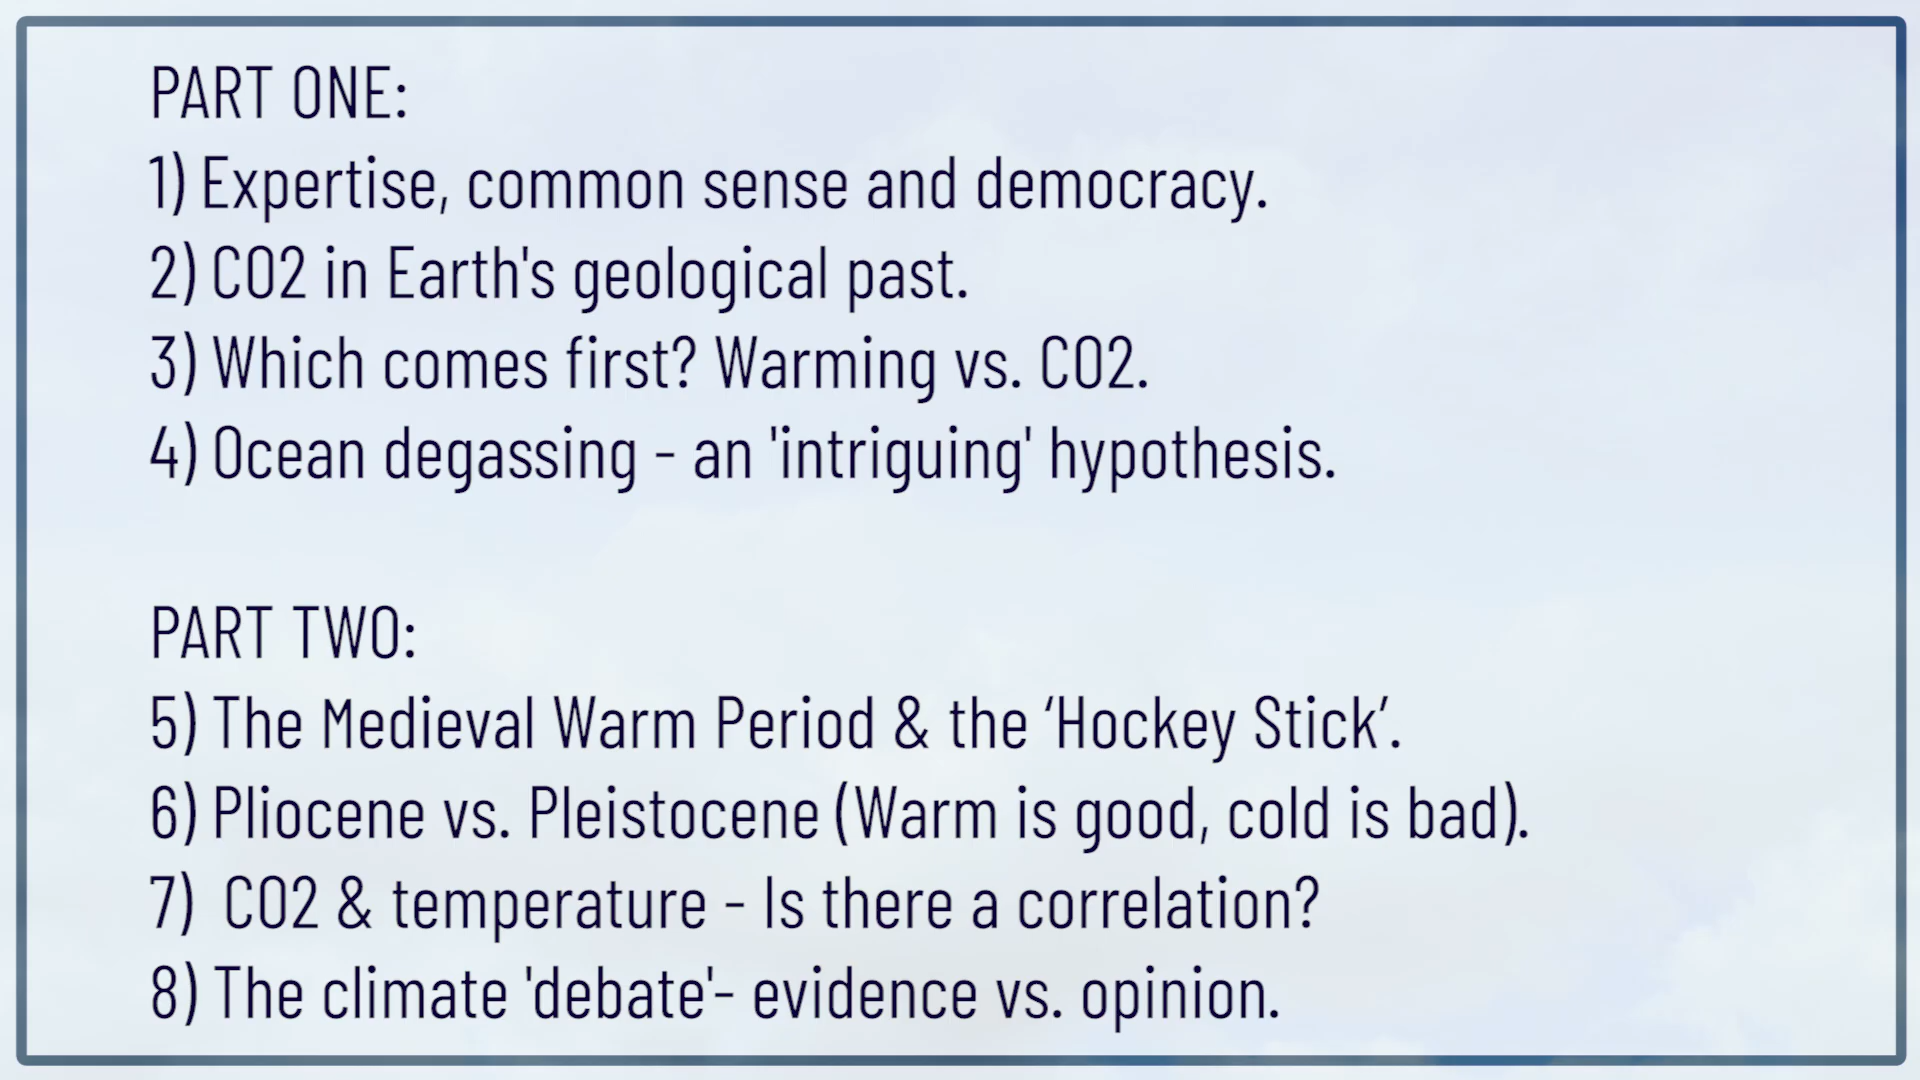 PART ONE:
1) Expertise, common sense and democracy.
2) CO2 in Earth's geological past.
3) Which comes first? Warming vs. CO2.
4) Ocean degassing - an 'intriguing' hypothesis.
PART TWO:
5) The Medieval Warm Period & the ‘Hockey Stick’.
6) Pliocene vs. Pleistocene (Warm is good, cold is bad).
7)  CO2 & temperature - Is there a correlation?
8) The climate 'debate'- evidence vs. opinion.